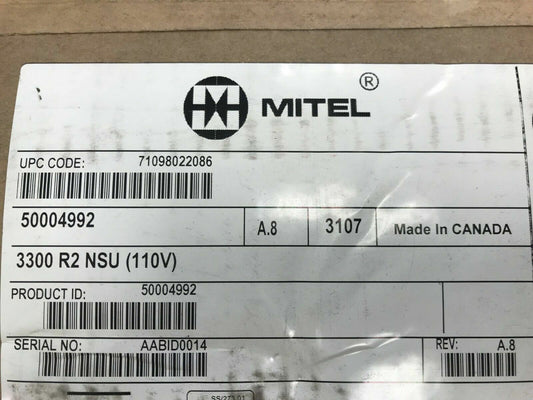 MITEL ®
UPC CODE: 71098022086
50004992 A.8 3107 Made In CANADA
3300 R2 NSU (110V)
PRODUCT ID: 50004992
SERIAL NO: AABID0014 REV: A.8